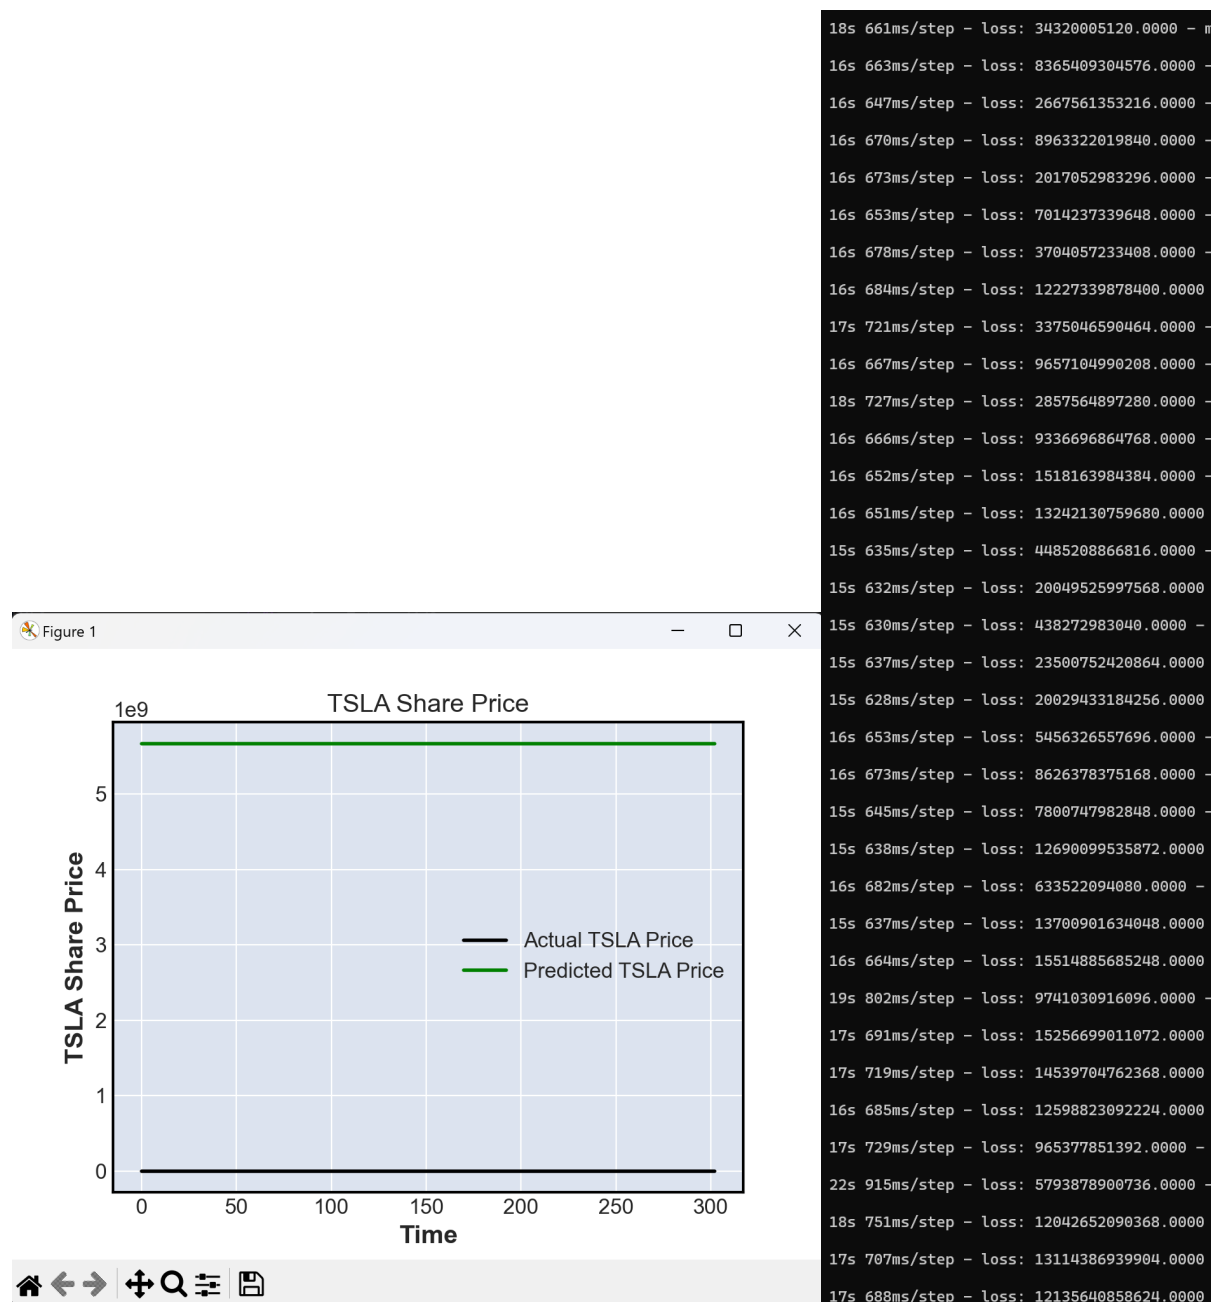 18s 661ms/step - loss: 34320005120.0000 - m
16s 663ms/step - loss: 8365409304576.0000 -
16s 647ms/step - loss: 2667561353216.0000 -
16s 670ms/step - loss: 8963322019840.0000 -
16s 673ms/step - loss: 2017052983296.0000 -
16s 653ms/step - loss: 7014237339648.0000 -
16s 678ms/step - loss: 3704057233408.0000 -
16s 684ms/step - loss: 12227339878400.0000
17s 721ms/step - loss: 3375046590464.0000 -
16s 667ms/step - loss: 9657104990208.0000 -
18s 727ms/step - loss: 2857564897280.0000 -
16s 666ms/step - loss: 9336696864768.0000 -
16s 652ms/step - loss: 1518163984384.0000 -
16s 651ms/step - loss: 13242130759680.0000
15s 635ms/step - loss: 4485208866816.0000 -
15s 632ms/step - loss: 20049525997568.0000
15s 630ms/step - loss: 438272983040.0000 -
15s 637ms/step - loss: 23500752420864.0000
15s 628ms/step - loss: 20029433184256.0000
16s 653ms/step - loss: 5456326557696.0000 -
16s 673ms/step - loss: 8626378375168.0000 -
15s 645ms/step - loss: 7800747982848.0000 -
15s 638ms/step - loss: 12690099535872.0000
16s 682ms/step - loss: 633522094080.0000 -
15s 637ms/step - loss: 13700901634048.0000
16s 664ms/step - loss: 15514885685248.0000
19s 802ms/step - loss: 9741030916096.0000 -
17s 691ms/step - loss: 15256699011072.0000
17s 719ms/step - loss: 14539704762368.0000
16s 685ms/step - loss: 12598823092224.0000
17s 729ms/step - loss: 965377851392.0000 -
22s 915ms/step - loss: 5793878900736.0000 -
18s 751ms/step - loss: 12042652090368.0000
17s 707ms/step - loss: 13114386939904.0000
17s 688ms/step - loss: 12135640858624.0000
Figure 1
TSLA Share Price
1e9
5
4
3
2
1
0
TSLA Share Price
Actual TSLA Price
Predicted TSLA Price
0 50 100 150 200 250 300
Time